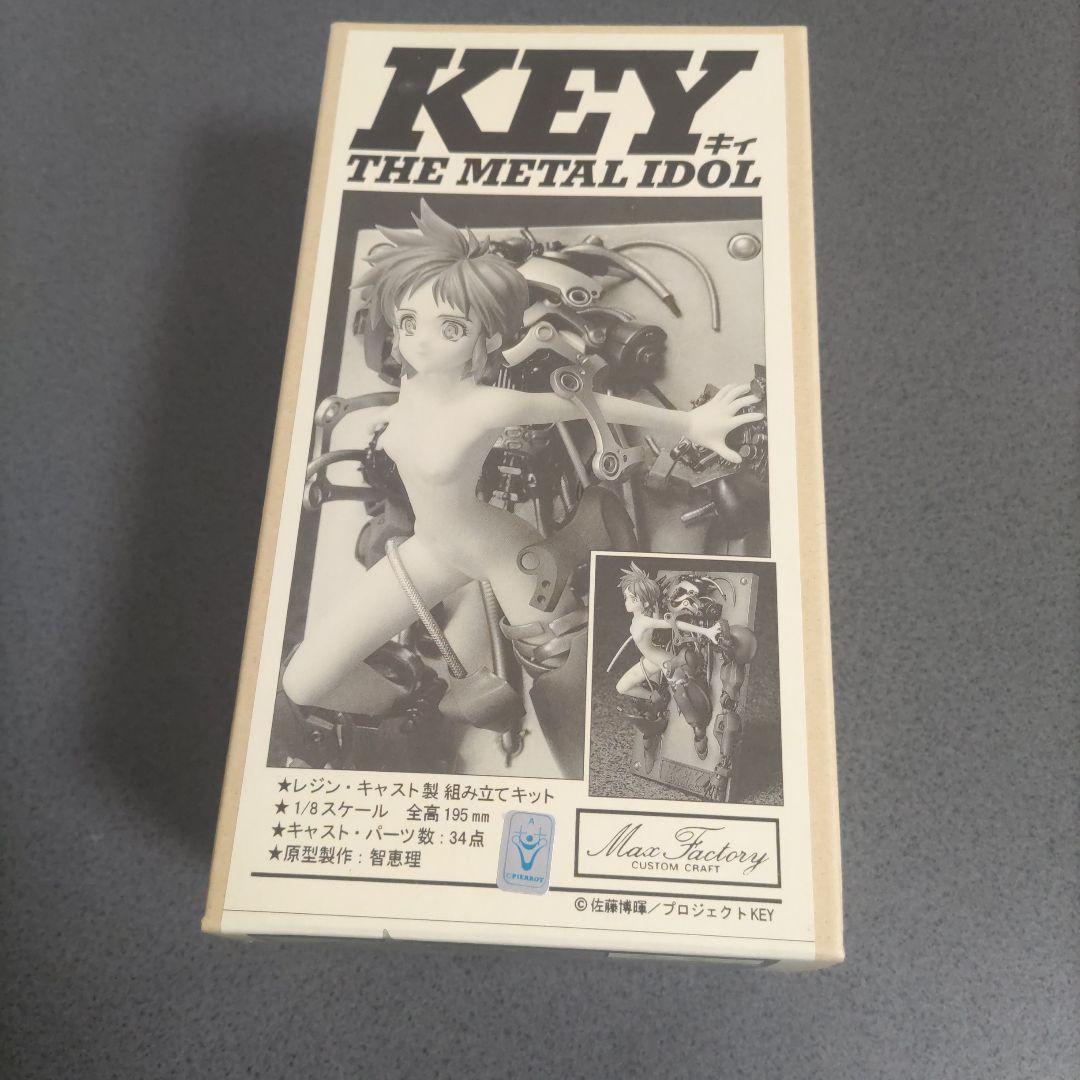 KEY
キィ
THE METAL IDOL
★レジン・キャスト製 組み立てキット
★1/8スケール 全高195mm
★キャスト・パーツ数:34点
★原型製作:智恵理
A
©PIERROT
Max Factory
CUSTOM CRAFT
©佐藤博暉/プロジェクトKEY